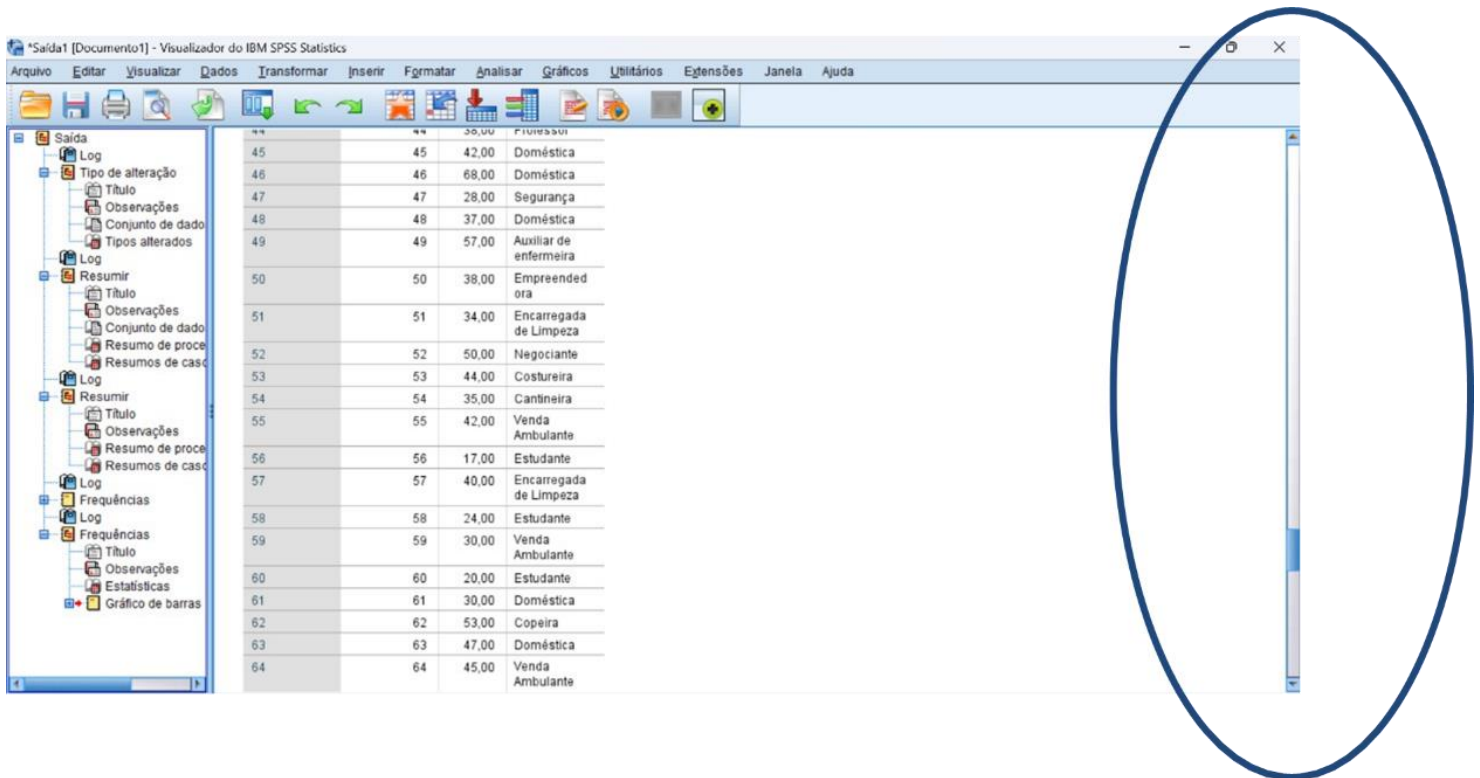 *Saída1 [Documento1] - Visualizador do IBM SPSS Statistics
Arquivo Editar Visualizar Dados Transformar Inserir Formatar Analisar Gráficos Utilitários Extensões Janela Ajuda
Saída
Log
Tipo de alteração
Título
Observações
Conjunto de dado
Tipos alterados
Log
Resumir
Título
Observações
Conjunto de dado
Resumo de proce
Resumos de caso
Log
Resumir
Título
Observações
Resumo de proce
Resumos de caso
Log
Frequências
Log
Frequências
Título
Observações
Estatísticas
Gráfico de barras
44 44 38,00 Professor
45 45 42,00 Doméstica
46 46 68,00 Doméstica
47 47 28,00 Segurança
48 48 37,00 Doméstica
49 49 57,00 Auxiliar de
enfermeira
50 50 38,00 Empreended
ora
51 51 34,00 Encarregada
de Limpeza
52 52 50,00 Negociante
53 53 44,00 Costureira
54 54 35,00 Cantineira
55 55 42,00 Venda
Ambulante
56 56 17,00 Estudante
57 57 40,00 Encarregada
de Limpeza
58 58 24,00 Estudante
59 59 30,00 Venda
Ambulante
60 60 20,00 Estudante
61 61 30,00 Doméstica
62 62 53,00 Copeira
63 63 47,00 Doméstica
64 64 45,00 Venda
Ambulante